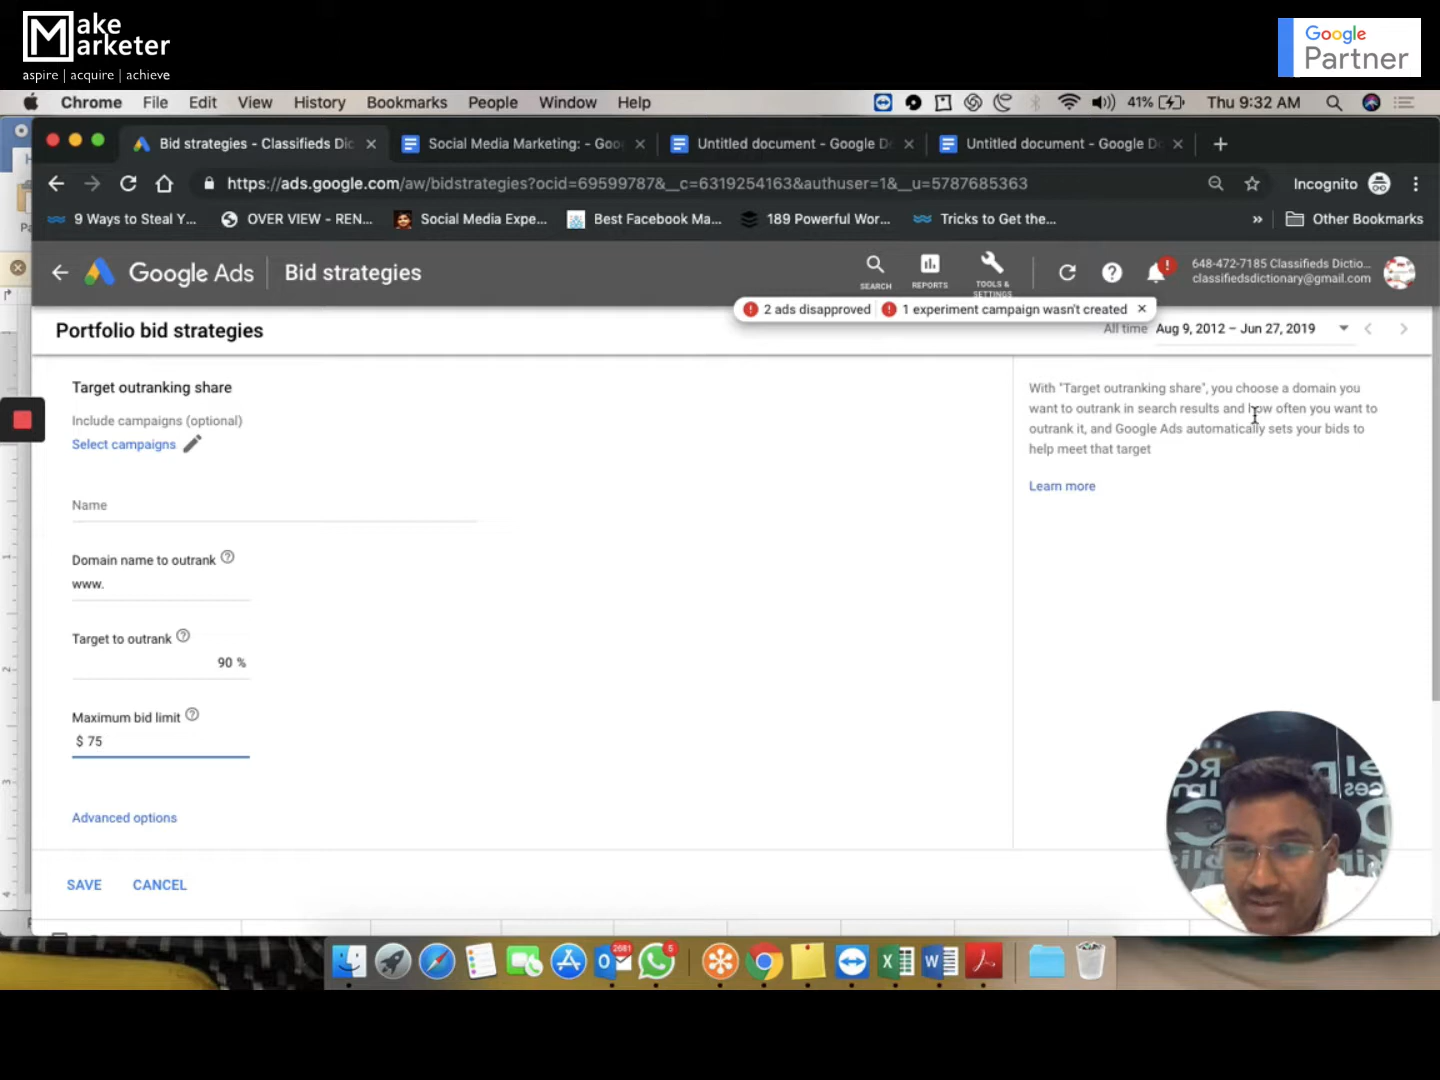 Make
Marketer
aspire | acquire | achieve
Google
Partner
Chrome File Edit View History Bookmarks People Window Help
41%
Thu 9:32 AM
Bid strategies - Classifieds Dic
Social Media Marketing: - Goo
Untitled document - Google D
Untitled document - Google D
https://ads.google.com/aw/bidstrategies?ocid=69599787&__c=6319254163&authuser=1&__u=5787685363
Incognito
9 Ways to Steal Y...
OVER VIEW - REN...
Social Media Expe...
Best Facebook Ma...
189 Powerful Wor...
Tricks to Get the...
»
Other Bookmarks
Google Ads
Bid strategies
SEARCH
REPORTS
TOOLS &
SETTINGS
648-472-7185 Classifieds Dictio...
classifiedsdictionary@gmail.com
2 ads disapproved
1 experiment campaign wasn't created
Portfolio bid strategies
All time Aug 9, 2012 – Jun 27, 2019
Target outranking share
Include campaigns (optional)
Select campaigns
Name
Domain name to outrank
www.
Target to outrank
90 %
Maximum bid limit
$ 75
Advanced options
SAVE CANCEL
With "Target outranking share", you choose a domain you
want to outrank in search results and how often you want to
outrank it, and Google Ads automatically sets your bids to
help meet that target
Learn more
2681
5